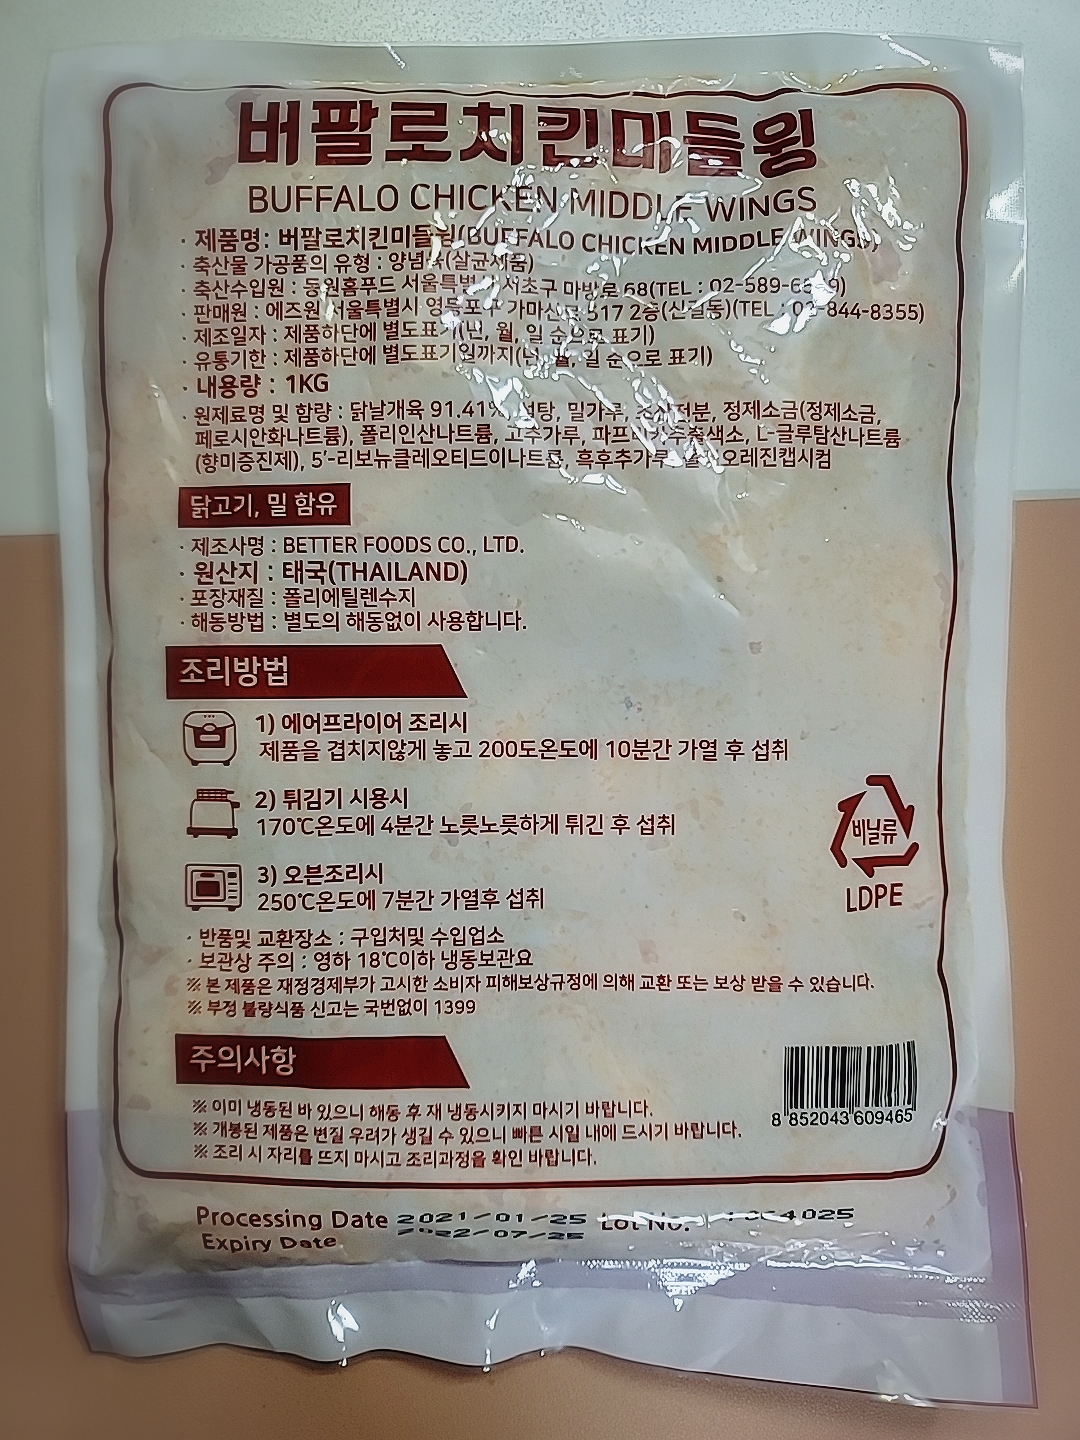 버팔로치킨미들윙
BUFFALO CHICKEN MIDDLE WINGS
· 제품명: 버팔로치킨미들윙(BUFFALO CHICKEN MIDDLE WINGS)
· 축산물 가공품의 유형 : 양념육(살균제품)
· 축산수입원 : 동원홈푸드 서울특별시 서초구 마방로 68(TEL : 02-589-
· 판매원 : 에즈원 서울특별시 영등포구 가마산로 517 2층(신길동)(TEL : 02-844-8355)
· 제조일자 : 제품하단에 별도표기(년, 월, 일 순으로 표기)
· 유통기한 : 제품하단에 별도표기일까지(년, 월, 일 순으로 표기)
· 내용량 : 1KG
· 원제료명 및 함량 : 닭날개육 91.41%, 설탕, 밀가루, 정제소금(정제소금,
페로시안화나트륨), 폴리인산나트륨, 고추가루, 파프리카추출색소, L-글루탐산나트륨
(향미증진제), 5'-리보뉴클레오티드이나트륨, 흑후추가루,
닭고기, 밀 함유
· 제조사명 : BETTER FOODS CO., LTD.
· 원산지 : 태국(THAILAND)
· 포장재질 : 폴리에틸렌수지
· 해동방법 : 별도의 해동없이 사용합니다.
조리방법
1) 에어프라이어 조리시
제품을 겹치지않게 놓고 200도온도에 10분간 가열 후 섭취
2) 튀김기 시용시
170℃온도에 4분간 노릇노릇하게 튀긴 후 섭취
3) 오븐조리시
250℃온도에 7분간 가열후 섭취
비닐류
LDPE
· 반품및 교환장소 : 구입처및 수입업소
· 보관상 주의 : 영하 18℃이하 냉동보관요
※ 본 제품은 재정경제부가 고시한 소비자 피해보상규정에 의해 교환 또는 보상 받을 수 있습니다.
※ 부정 불량식품 신고는 국번없이 1399
주의사항
※ 이미 냉동된 바 있으니 해동 후 재 냉동시키지 마시기 바랍니다.
※ 개봉된 제품은 변질 우려가 생길 수 있으니 빠른 시일 내에 드시기 바랍니다.
※ 조리 시 자리를 뜨지 마시고 조리과정을 확인 바랍니다.
8 852043 609465
Processing Date 2021/01/25 Lot No.
Expiry Date 2022/07/25